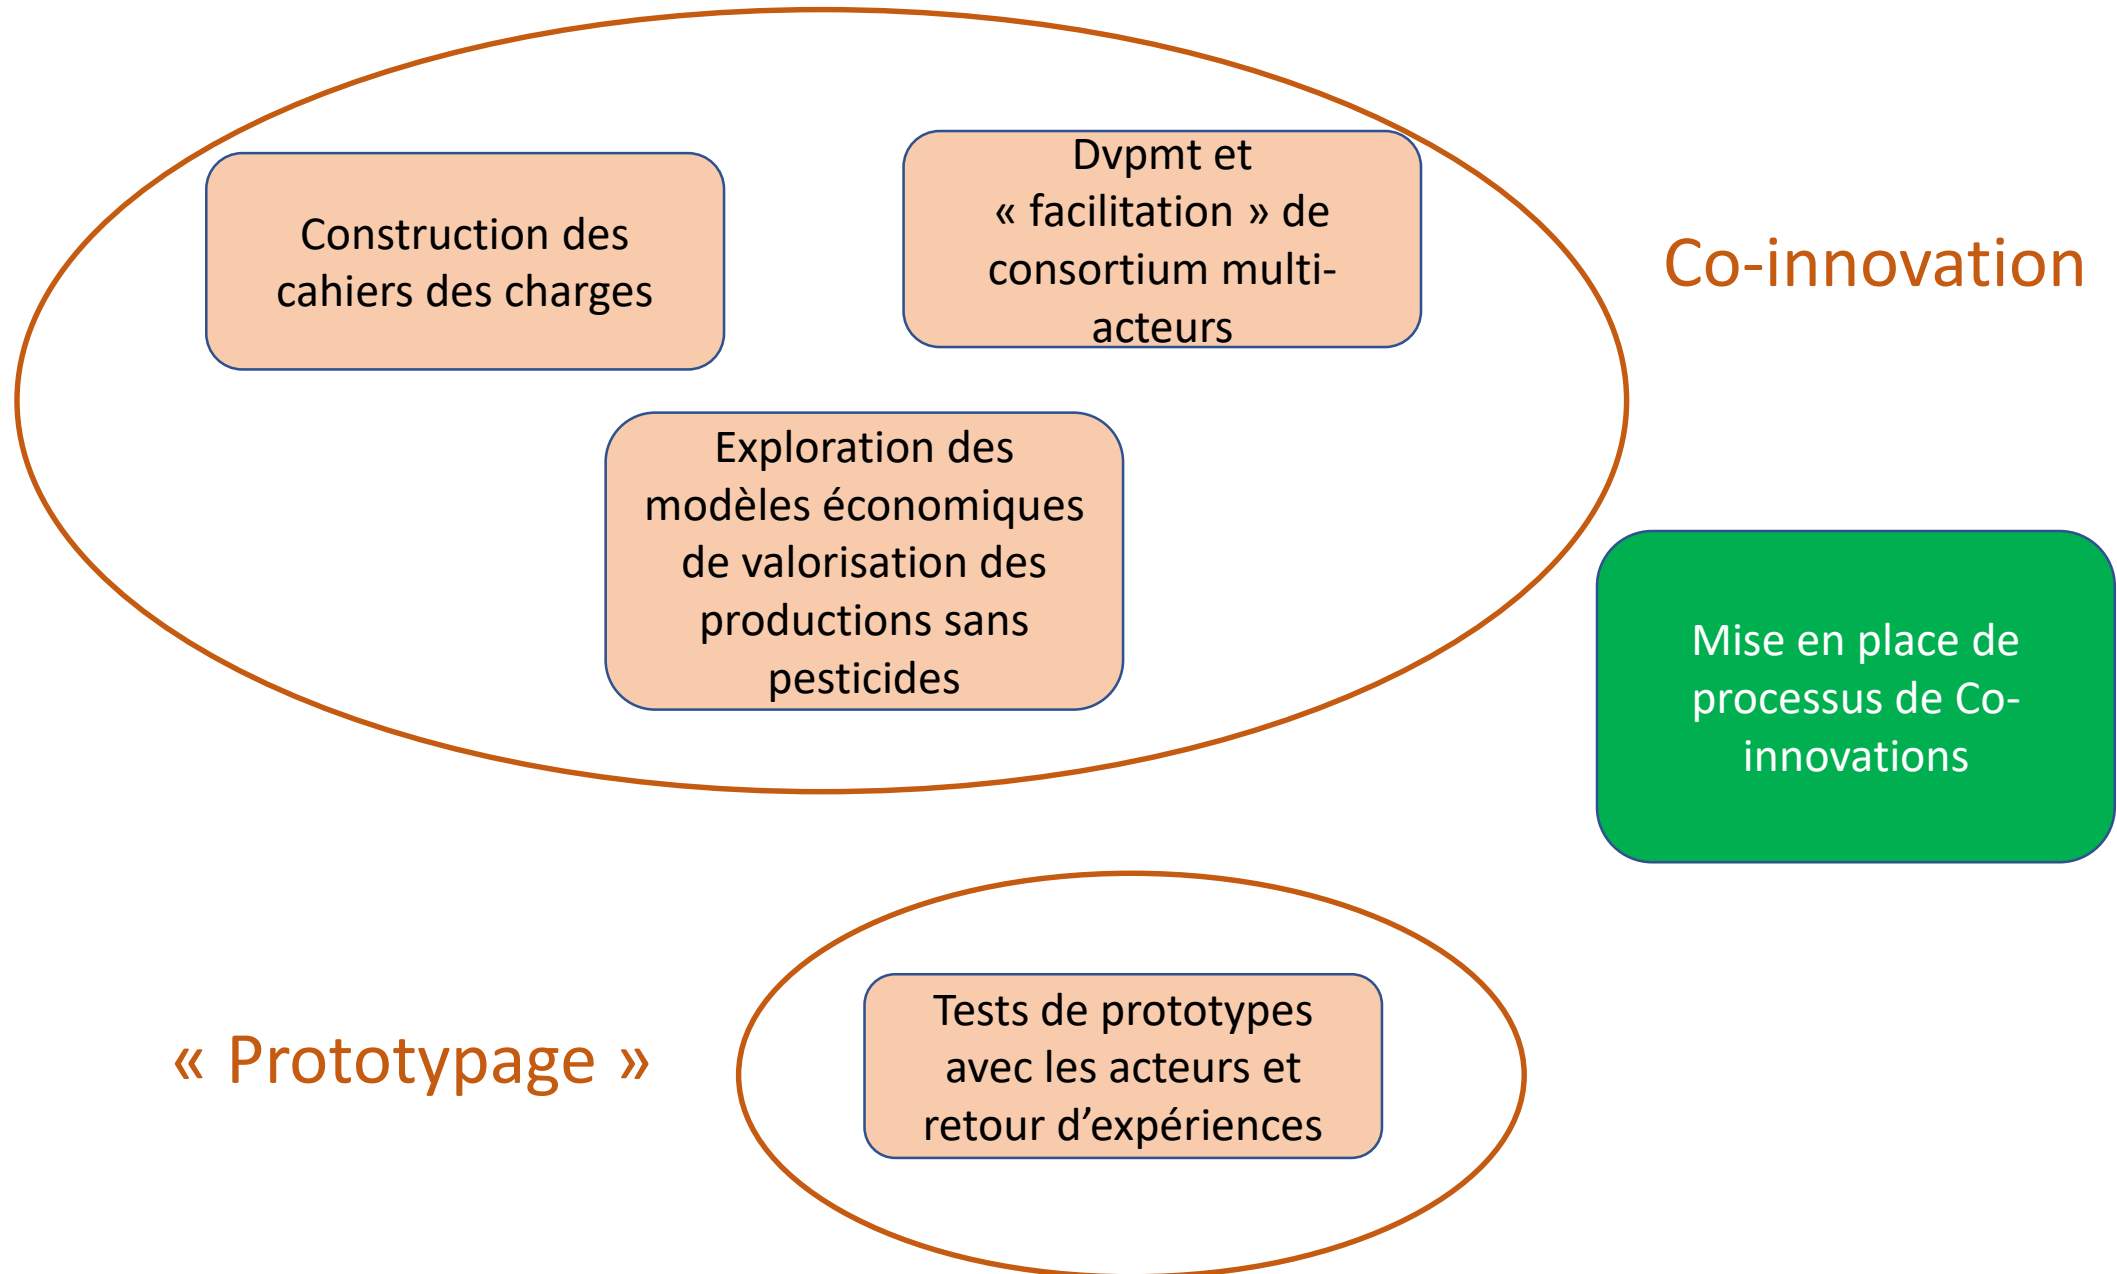 Construction des
cahiers des charges
Dvpmt et
« facilitation » de
consortium multi-
acteurs
Co-innovation
Exploration des
modèles économiques
de valorisation des
productions sans
pesticides
Mise en place de
processus de Co-
innovations
« Prototypage »
Tests de prototypes
avec les acteurs et
retour d’expériences